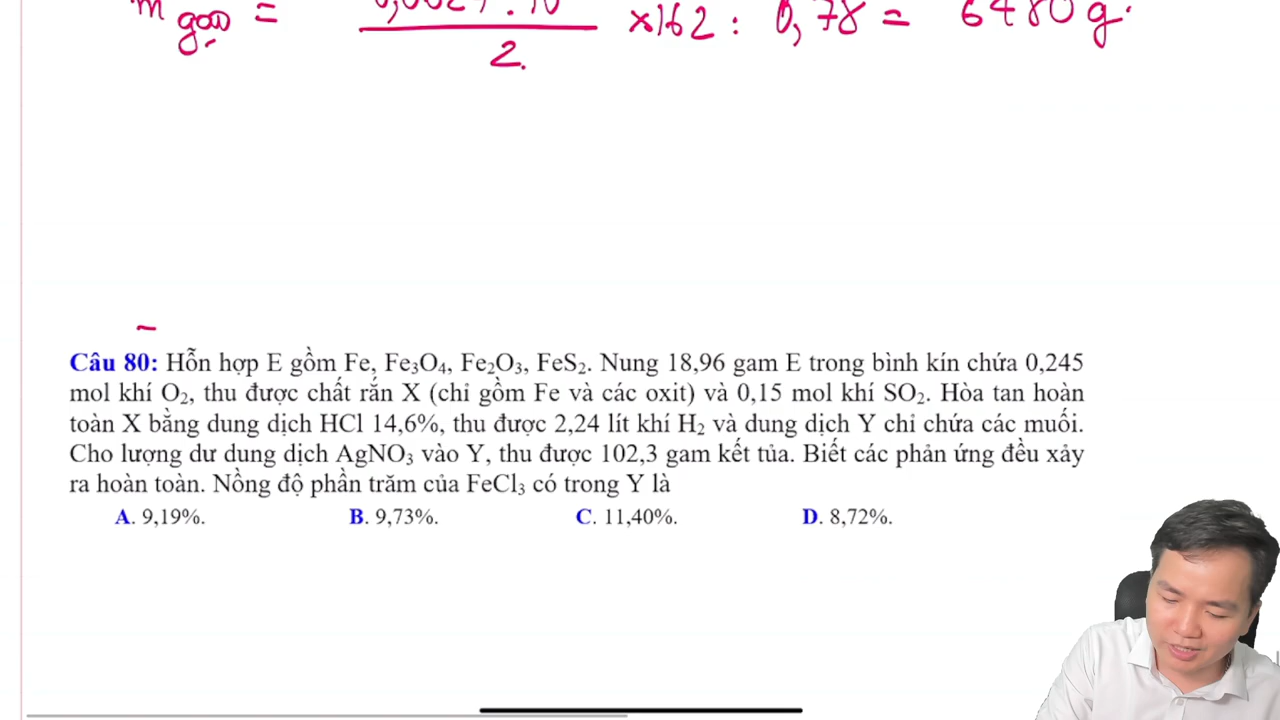 m gạo = ×162 : 0,78 = 6480 g.
2.
Câu 80: Hỗn hợp E gồm Fe, Fe₃O₄, Fe₂O₃, FeS₂. Nung 18,96 gam E trong bình kín chứa 0,245
mol khí O₂, thu được chất rắn X (chỉ gồm Fe và các oxit) và 0,15 mol khí SO₂. Hòa tan hoàn
toàn X bằng dung dịch HCl 14,6%, thu được 2,24 lít khí H₂ và dung dịch Y chỉ chứa các muối.
Cho lượng dư dung dịch AgNO₃ vào Y, thu được 102,3 gam kết tủa. Biết các phản ứng đều xảy
ra hoàn toàn. Nồng độ phần trăm của FeCl₃ có trong Y là
A. 9,19%. B. 9,73%. C. 11,40%. D. 8,72%.